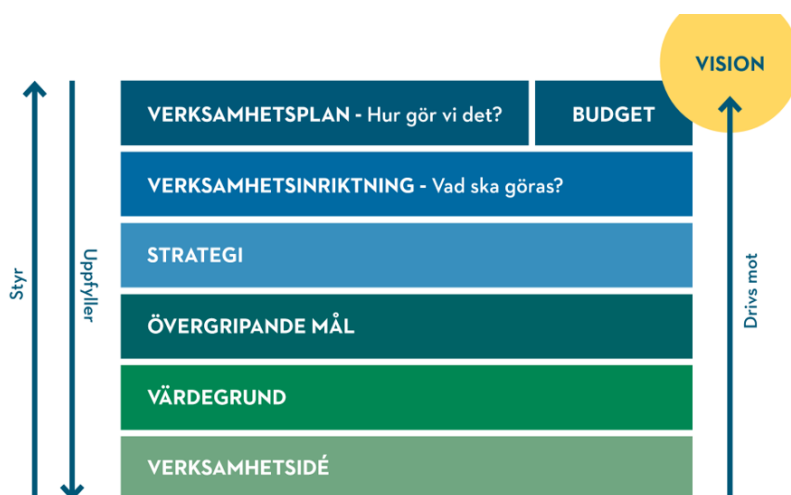 VISION
VERKSAMHETSPLAN - Hur gör vi det?
BUDGET
VERKSAMHETSINRIKTNING - Vad ska göras?
STRATEGI
ÖVERGRIPANDE MÅL
VÄRDEGRUND
VERKSAMHETSIDÉ
Styr
Uppfyller
Drivs mot